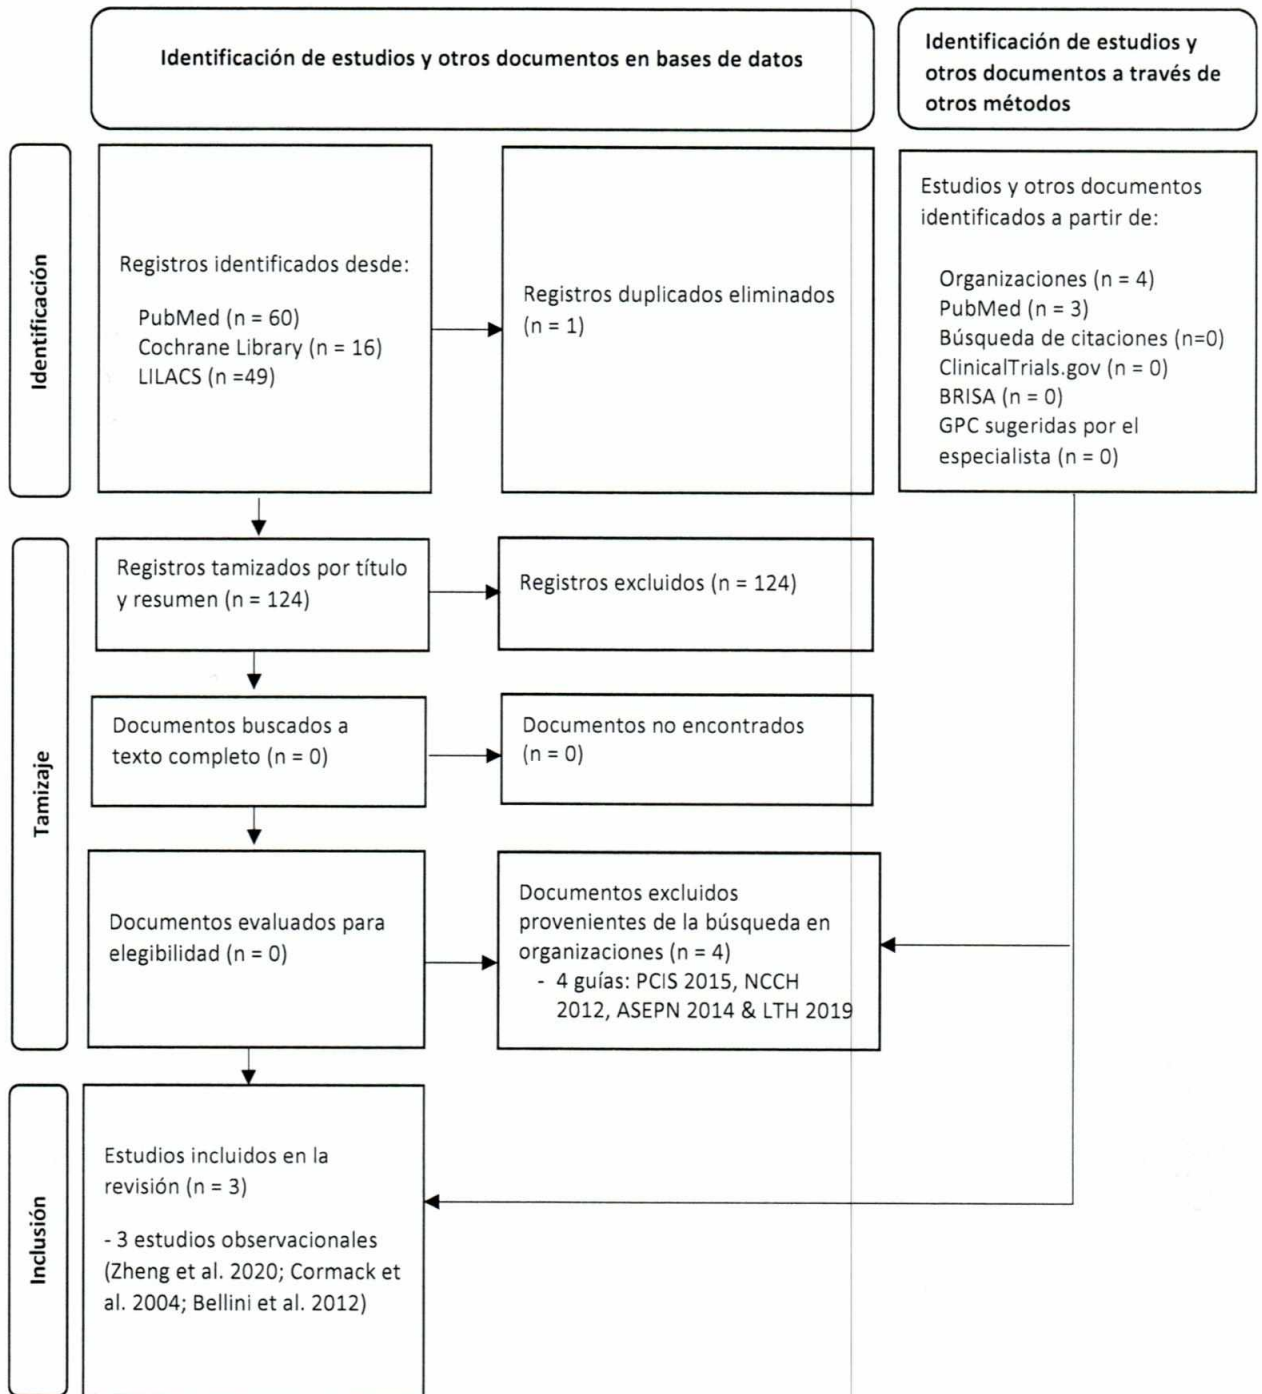 Identificación de estudios y otros documentos en bases de datos
Identificación de estudios y
otros documentos a través de
otros métodos
Identificación
Registros identificados desde:
PubMed (n = 60)
Cochrane Library (n = 16)
LILACS (n =49)
Registros duplicados eliminados
(n = 1)
Estudios y otros documentos
identificados a partir de:
Organizaciones (n = 4)
PubMed (n = 3)
Búsqueda de citaciones (n=0)
ClinicalTrials.gov (n = 0)
BRISA (n = 0)
GPC sugeridas por el
especialista (n = 0)
Tamizaje
Registros tamizados por título
y resumen (n = 124)
Registros excluidos (n = 124)
Documentos buscados a
texto completo (n = 0)
Documentos no encontrados
(n = 0)
Documentos evaluados para
elegibilidad (n = 0)
Documentos excluidos
provenientes de la búsqueda en
organizaciones (n = 4)
- 4 guías: PCIS 2015, NCCH
2012, ASEPN 2014 & LTH 2019
Inclusión
Estudios incluidos en la
revisión (n = 3)
- 3 estudios observacionales
(Zheng et al. 2020; Cormack et
al. 2004; Bellini et al. 2012)